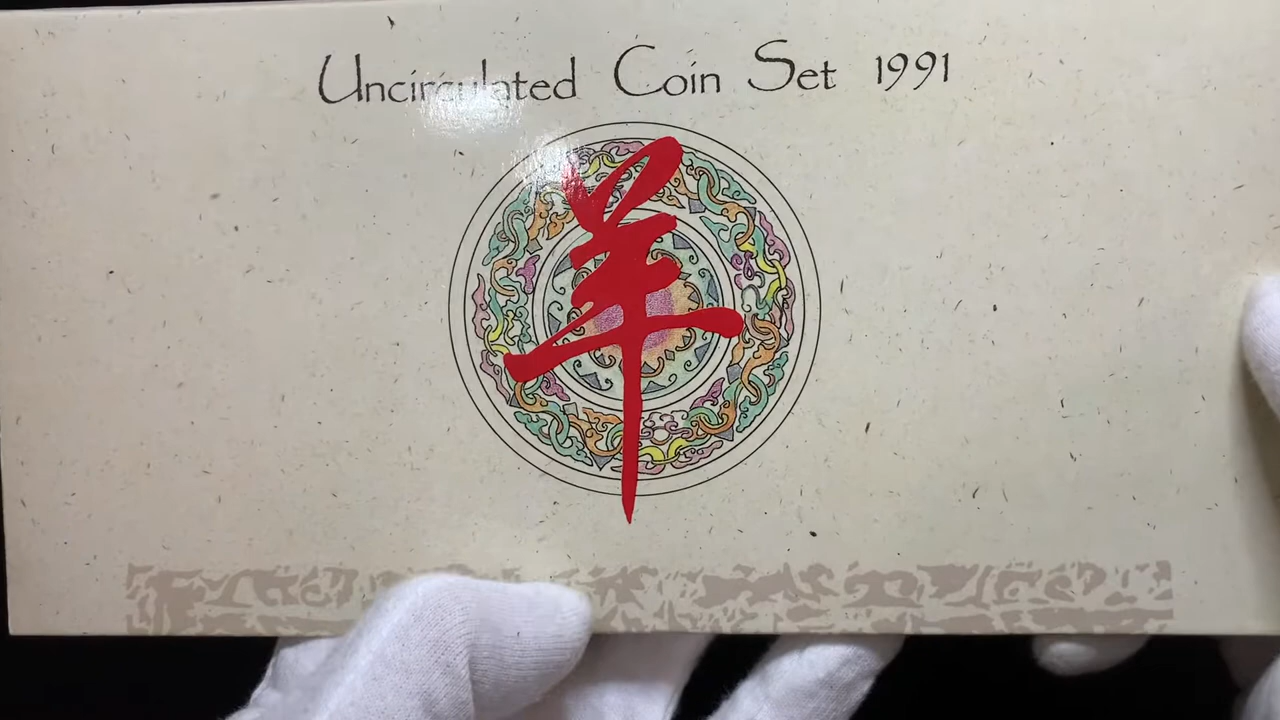 Uncirculated Coin Set 1991
羊